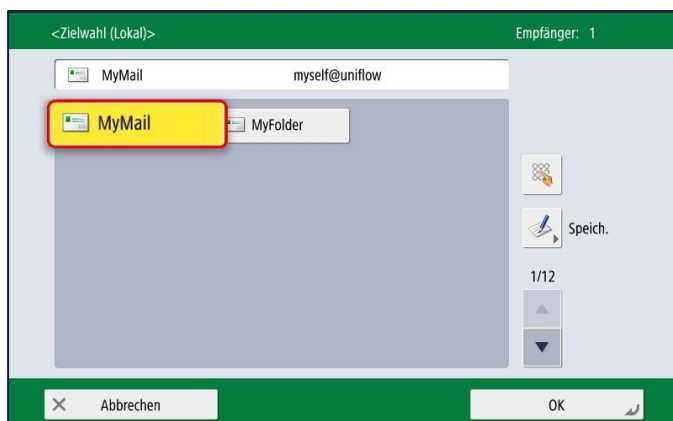 <Zielwahl (Lokal)> Empfänger: 1
MyMail myself@uniflow
MyMail MyFolder
Speich.
1/12
Abbrechen OK